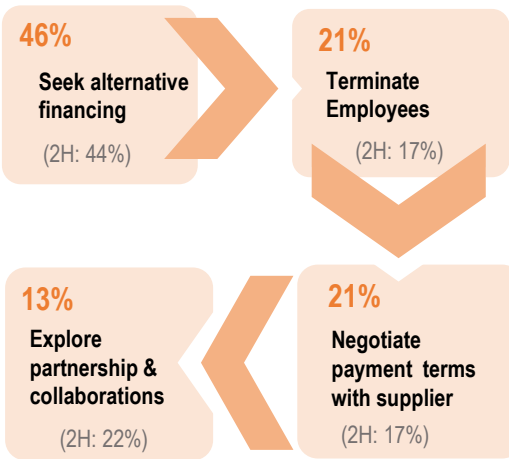 46%
Seek alternative
financing
(2H: 44%)
21%
Terminate
Employees
(2H: 17%)
21%
Negotiate
payment terms
with supplier
(2H: 17%)
13%
Explore
partnership &
collaborations
(2H: 22%)